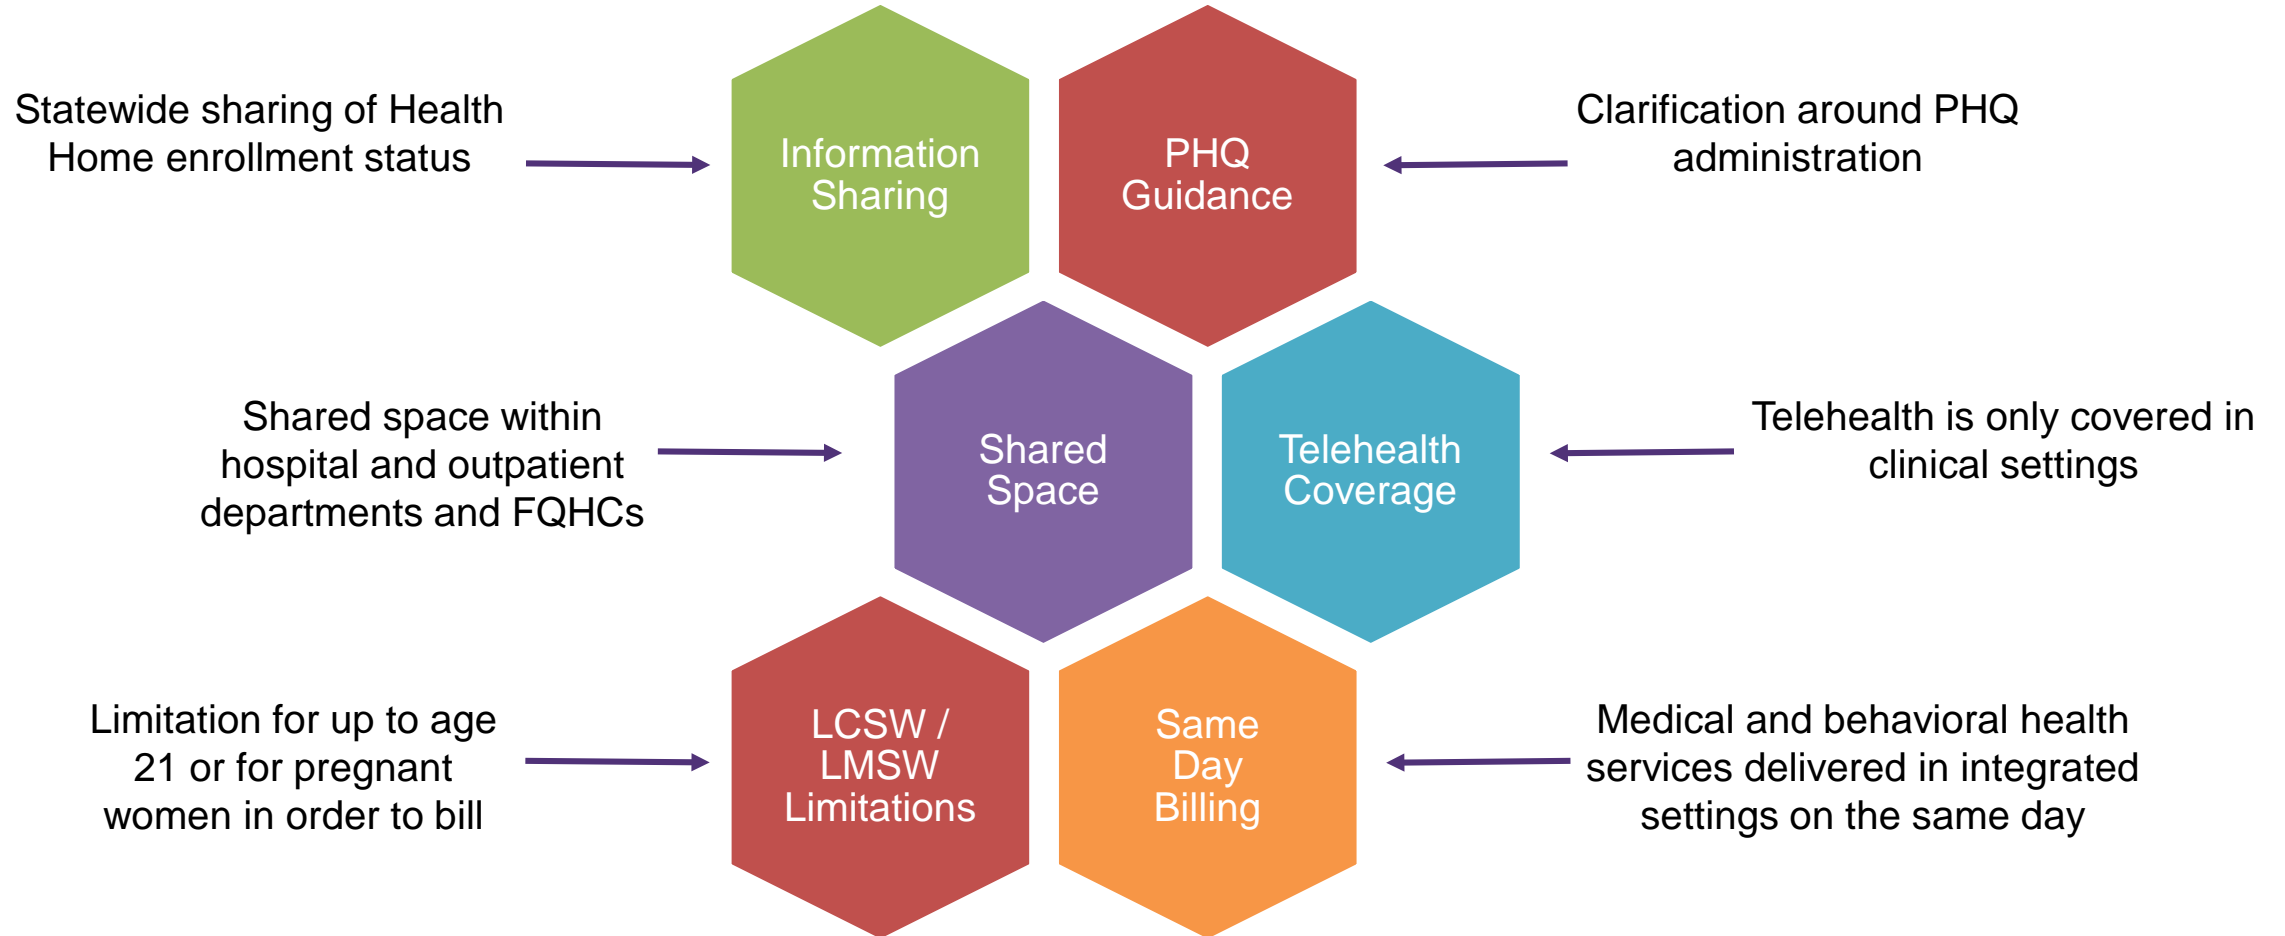 Statewide sharing of Health
Home enrollment status
Information
Sharing
PHQ
Guidance
Clarification around PHQ
administration
Shared space within
hospital and outpatient
departments and FQHCs
Shared
Space
Telehealth
Coverage
Telehealth is only covered in
clinical settings
Limitation for up to age
21 or for pregnant
women in order to bill
LCSW /
LMSW
Limitations
Same
Day
Billing
Medical and behavioral health
services delivered in integrated
settings on the same day